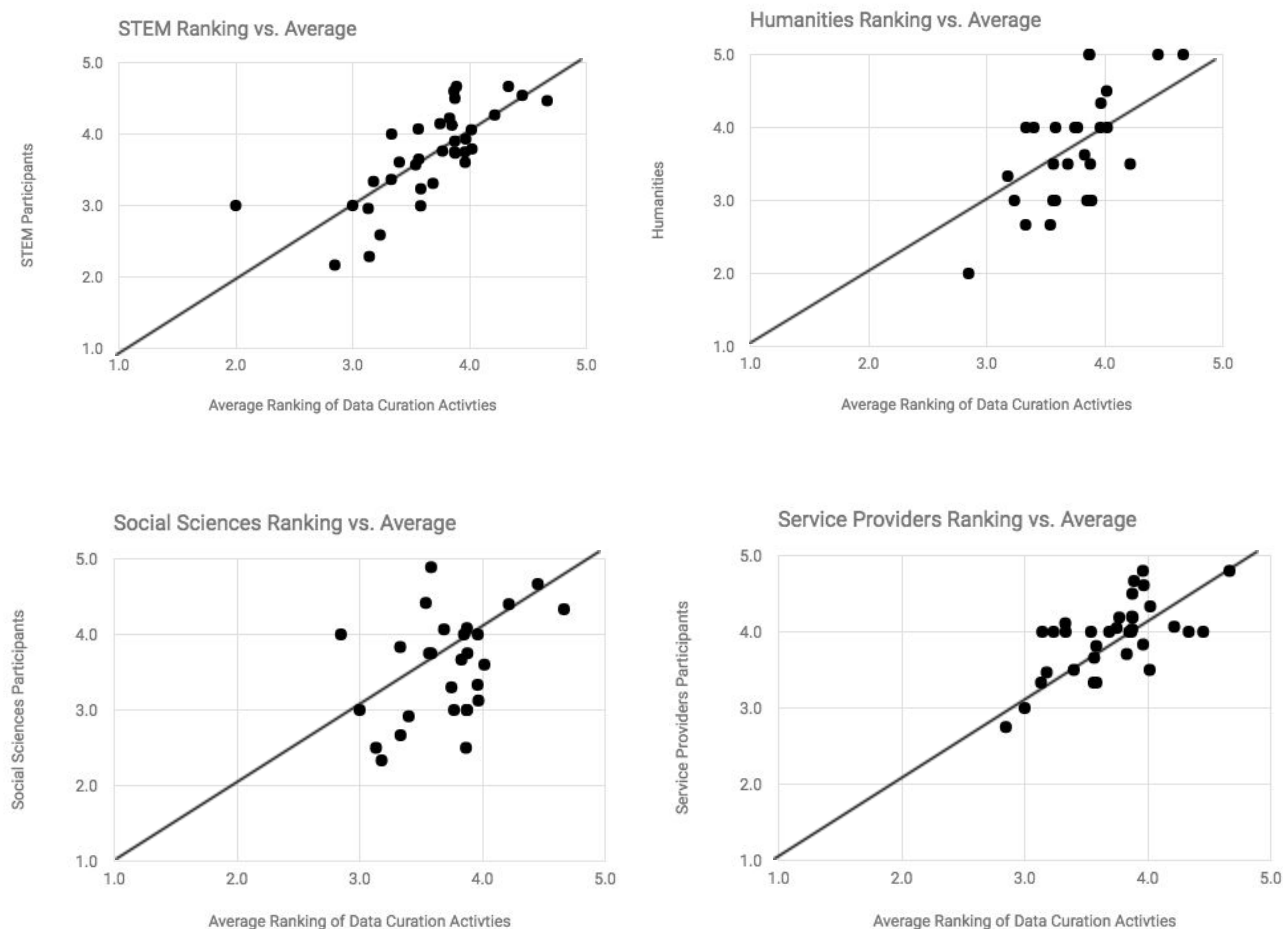 STEM Ranking vs. Average
5.0
4.0
3.0
2.0
1.0
STEM Participants
1.0 2.0 3.0 4.0 5.0
Average Ranking of Data Curation Activties
Humanities Ranking vs. Average
5.0
4.0
3.0
2.0
1.0
Humanities
1.0 2.0 3.0 4.0 5.0
Average Ranking of Data Curation Activties
Social Sciences Ranking vs. Average
5.0
4.0
3.0
2.0
1.0
Social Sciences Participants
1.0 2.0 3.0 4.0 5.0
Average Ranking of Data Curation Activties
Service Providers Ranking vs. Average
5.0
4.0
3.0
2.0
1.0
Service Providers Participants
1.0 2.0 3.0 4.0 5.0
Average Ranking of Data Curation Activties